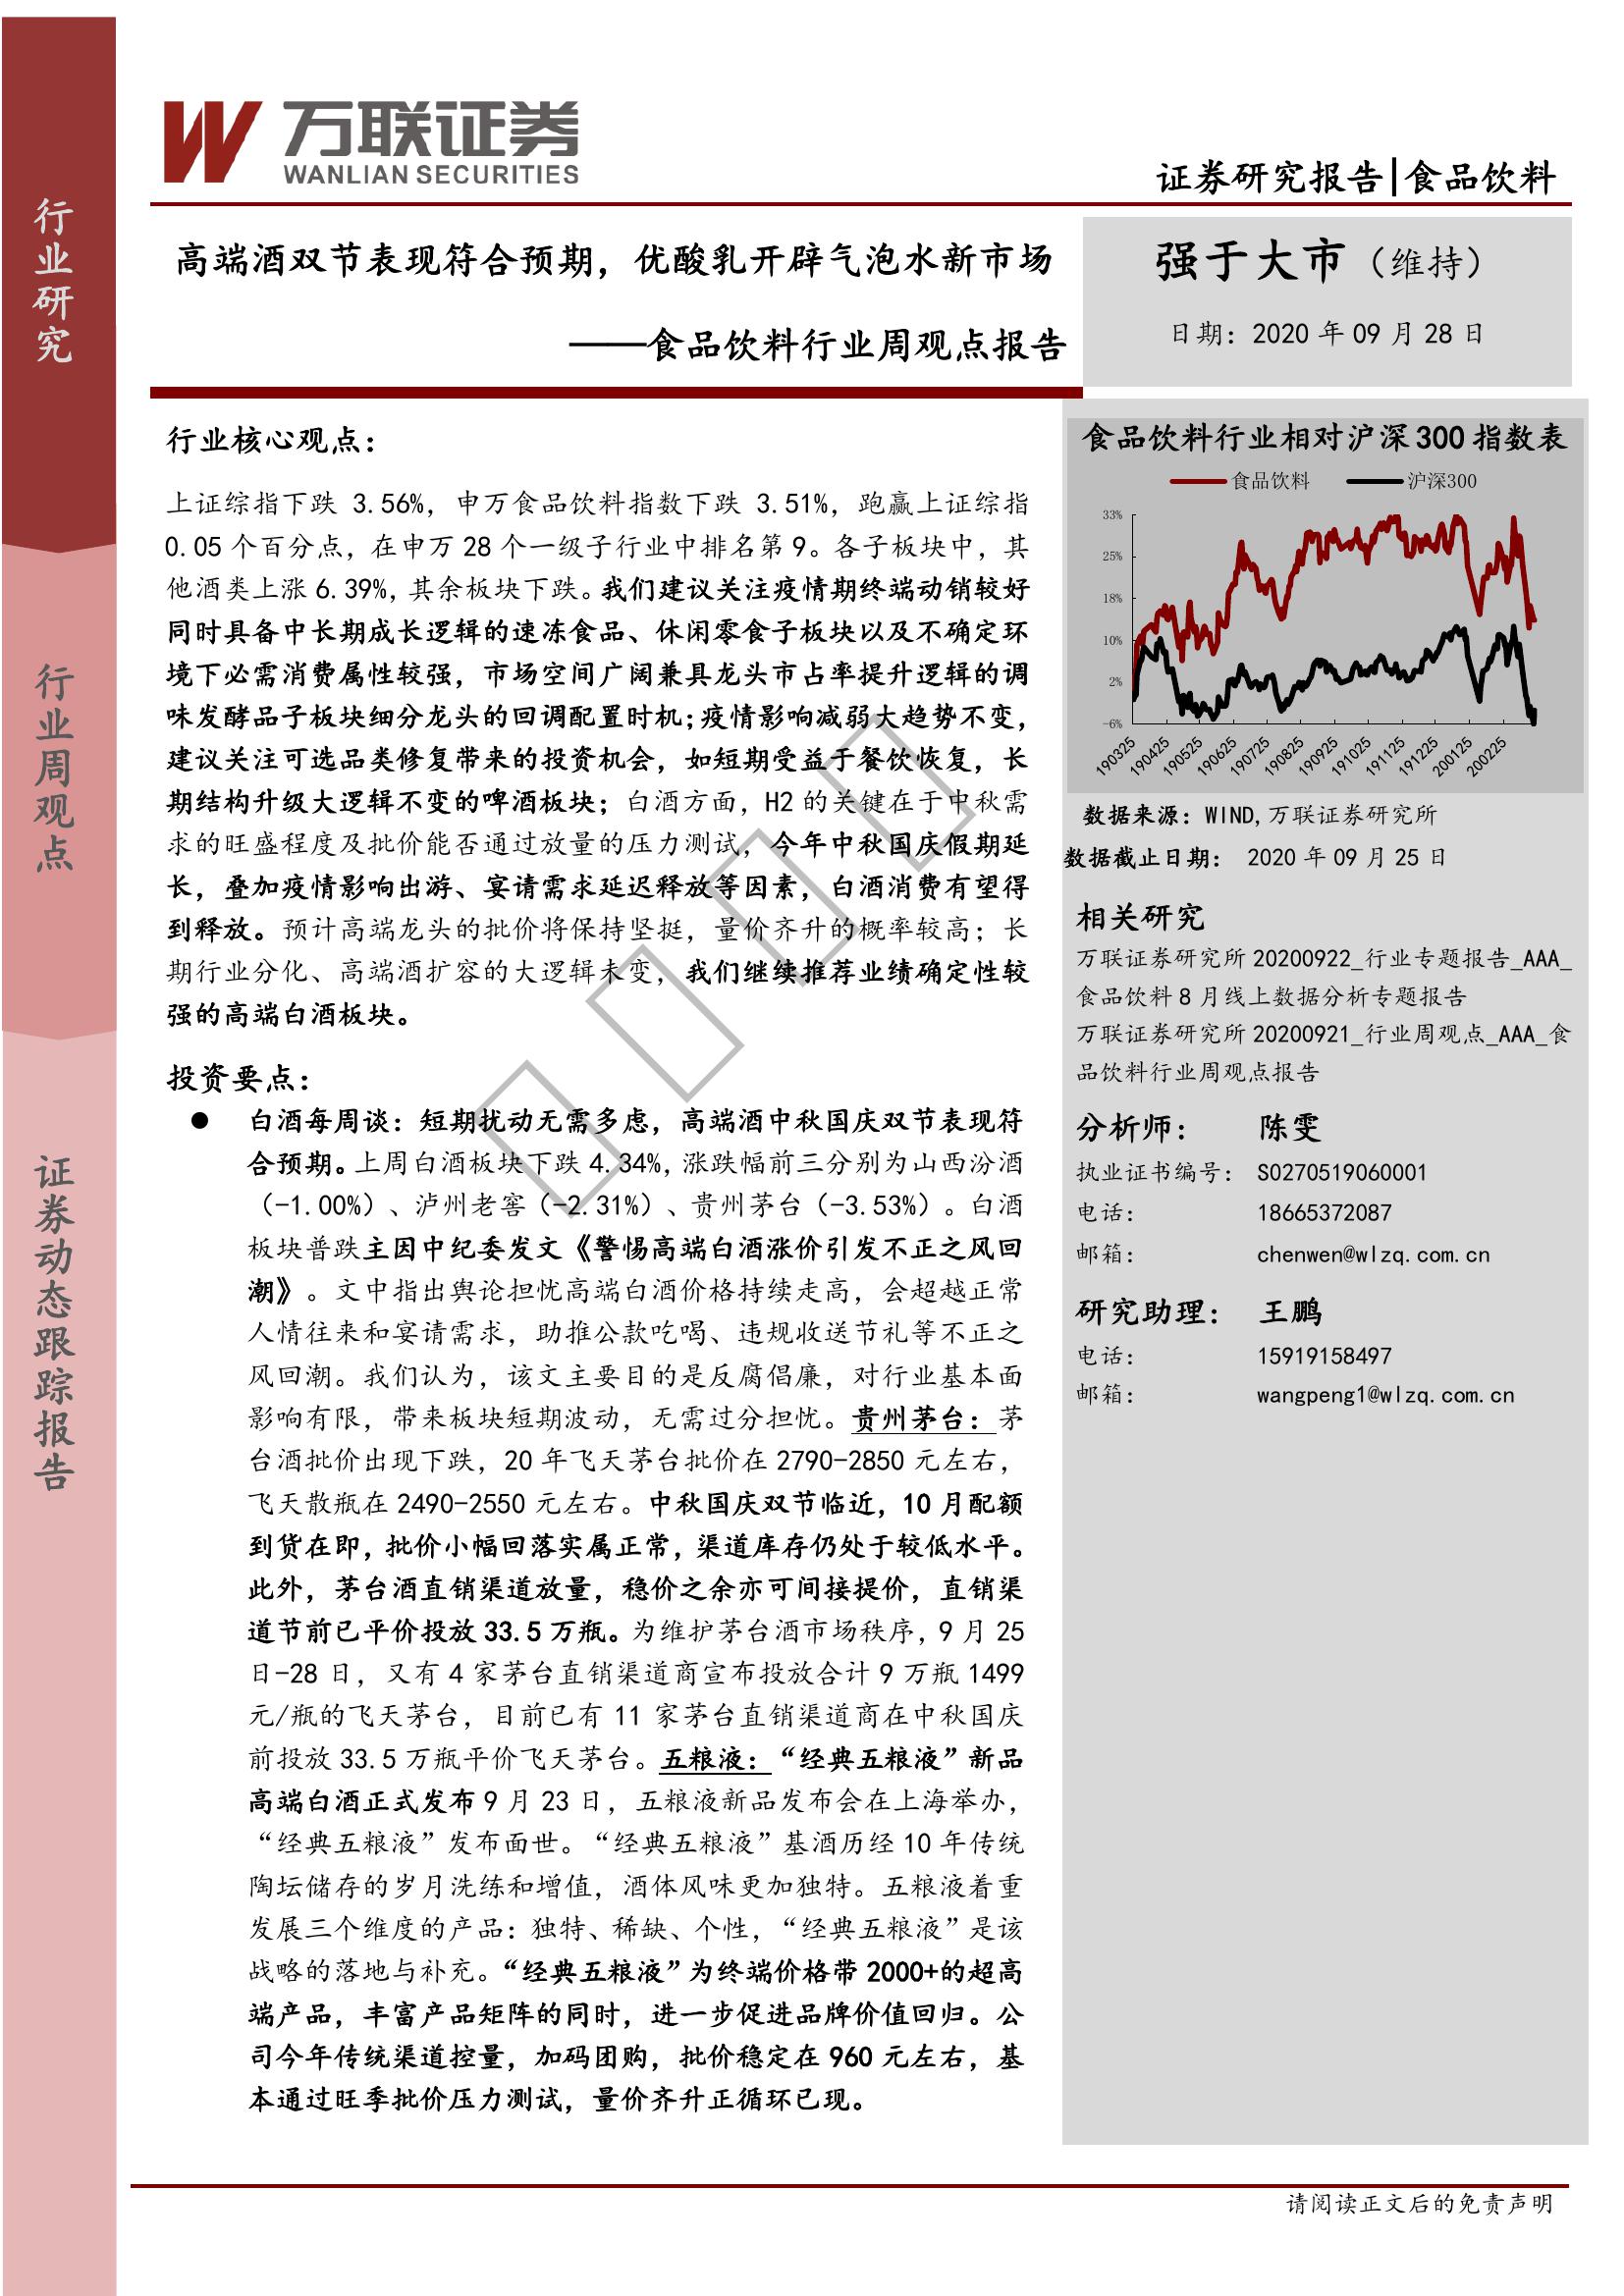 行业研究
行业周观点
证券动态跟踪报告
万联证券
WANLIAN SECURITIES
证券研究报告|食品饮料
高端酒双节表现符合预期，优酸乳开辟气泡水新市场
——食品饮料行业周观点报告
强于大市（维持）
日期：2020 年 09 月 28 日
行业核心观点：
上证综指下跌 3.56%，申万食品饮料指数下跌 3.51%，跑赢上证综指
0.05 个百分点，在申万 28 个一级子行业中排名第 9。各子板块中，其
他酒类上涨 6.39%，其余板块下跌。我们建议关注疫情期终端动销较好
同时具备中长期成长逻辑的速冻食品、休闲零食子板块以及不确定环
境下必需消费属性较强，市场空间广阔兼具龙头市占率提升逻辑的调
味发酵品子板块细分龙头的回调配置时机；疫情影响减弱大趋势不变，
建议关注可选品类修复带来的投资机会，如短期受益于餐饮恢复，长
期结构升级大逻辑不变的啤酒板块；白酒方面，H2 的关键在于中秋需
求的旺盛程度及批价能否通过放量的压力测试，今年中秋国庆假期延
长，叠加疫情影响出游、宴请需求延迟释放等因素，白酒消费有望得
到释放。预计高端龙头的批价将保持坚挺，量价齐升的概率较高；长
期行业分化、高端酒扩容的大逻辑未变，我们继续推荐业绩确定性较
强的高端白酒板块。
投资要点：
● 白酒每周谈：短期扰动无需多虑，高端酒中秋国庆双节表现符
合预期。上周白酒板块下跌 4.34%，涨跌幅前三分别为山西汾酒
（-1.00%）、泸州老窖（-2.31%）、贵州茅台（-3.53%）。白酒
板块普跌主因中纪委发文《警惕高端白酒涨价引发不正之风回
潮》。文中指出舆论担忧高端白酒价格持续走高，会超越正常
人情往来和宴请需求，助推公款吃喝、违规收送节礼等不正之
风回潮。我们认为，该文主要目的是反腐倡廉，对行业基本面
影响有限，带来板块短期波动，无需过分担忧。贵州茅台：茅
台酒批价出现下跌，20 年飞天茅台批价在 2790-2850 元左右，
飞天散瓶在 2490-2550 元左右。中秋国庆双节临近，10 月配额
到货在即，批价小幅回落实属正常，渠道库存仍处于较低水平。
此外，茅台酒直销渠道放量，稳价之余亦可间接提价，直销渠
道节前已平价投放 33.5 万瓶。为维护茅台酒市场秩序，9 月 25
日-28 日，又有 4 家茅台直销渠道商宣布投放合计 9 万瓶 1499
元/瓶的飞天茅台，目前已有 11 家茅台直销渠道商在中秋国庆
前投放 33.5 万瓶平价飞天茅台。五粮液：“经典五粮液”新品
高端白酒正式发布 9 月 23 日，五粮液新品发布会在上海举办，
“经典五粮液”发布面世。“经典五粮液”基酒历经 10 年传统
陶坛储存的岁月洗练和增值，酒体风味更加独特。五粮液着重
发展三个维度的产品：独特、稀缺、个性，“经典五粮液”是该
战略的落地与补充。“经典五粮液”为终端价格带 2000+的超高
端产品，丰富产品矩阵的同时，进一步促进品牌价值回归。公
司今年传统渠道控量，加码团购，批价稳定在 960 元左右，基
本通过旺季批价压力测试，量价齐升正循环已现。
食品饮料行业相对沪深 300 指数表
食品饮料 沪深300
33%
25%
18%
10%
2%
-6%
190325 190425 190525 190625 190725 190825 190925 191025 191125 191225 200125 200225
数据来源：WIND,万联证券研究所
数据截止日期： 2020 年 09 月 25 日
相关研究
万联证券研究所 20200922_行业专题报告_AAA_
食品饮料 8 月线上数据分析专题报告
万联证券研究所 20200921_行业周观点_AAA_食
品饮料行业周观点报告
分析师： 陈雯
执业证书编号： S0270519060001
电话： 18665372087
邮箱： chenwen@wlzq.com.cn
研究助理： 王鹏
电话： 15919158497
邮箱： wangpeng1@wlzq.com.cn
请阅读正文后的免责声明